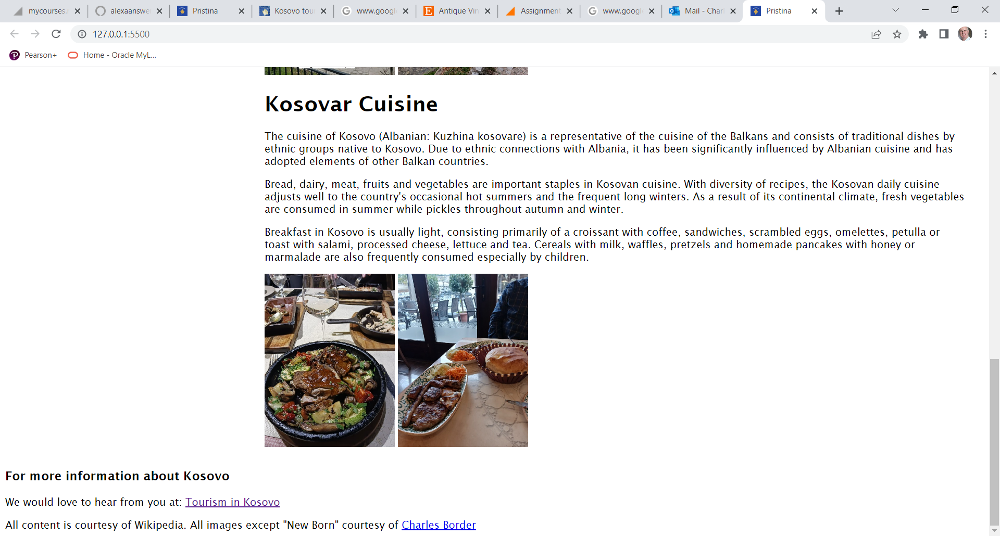 mycourses.r
alexaanswe
Pristina
Kosovo tou
www.googl
Antique Vin
Assignment
www.googl
Mail - Charl
Pristina
127.0.0.1:5500
Pearson+
Home - Oracle MyL...
Kosovar Cuisine
The cuisine of Kosovo (Albanian: Kuzhina kosovare) is a representative of the cuisine of the Balkans and consists of traditional dishes by
ethnic groups native to Kosovo. Due to ethnic connections with Albania, it has been significantly influenced by Albanian cuisine and has
adopted elements of other Balkan countries.
Bread, dairy, meat, fruits and vegetables are important staples in Kosovan cuisine. With diversity of recipes, the Kosovan daily cuisine
adjusts well to the country's occasional hot summers and the frequent long winters. As a result of its continental climate, fresh vegetables
are consumed in summer while pickles throughout autumn and winter.
Breakfast in Kosovo is usually light, consisting primarily of a croissant with coffee, sandwiches, scrambled eggs, omelettes, petulla or
toast with salami, processed cheese, lettuce and tea. Cereals with milk, waffles, pretzels and homemade pancakes with honey or
marmalade are also frequently consumed especially by children.
For more information about Kosovo
We would love to hear from you at: Tourism in Kosovo
All content is courtesy of Wikipedia. All images except "New Born" courtesy of Charles Border